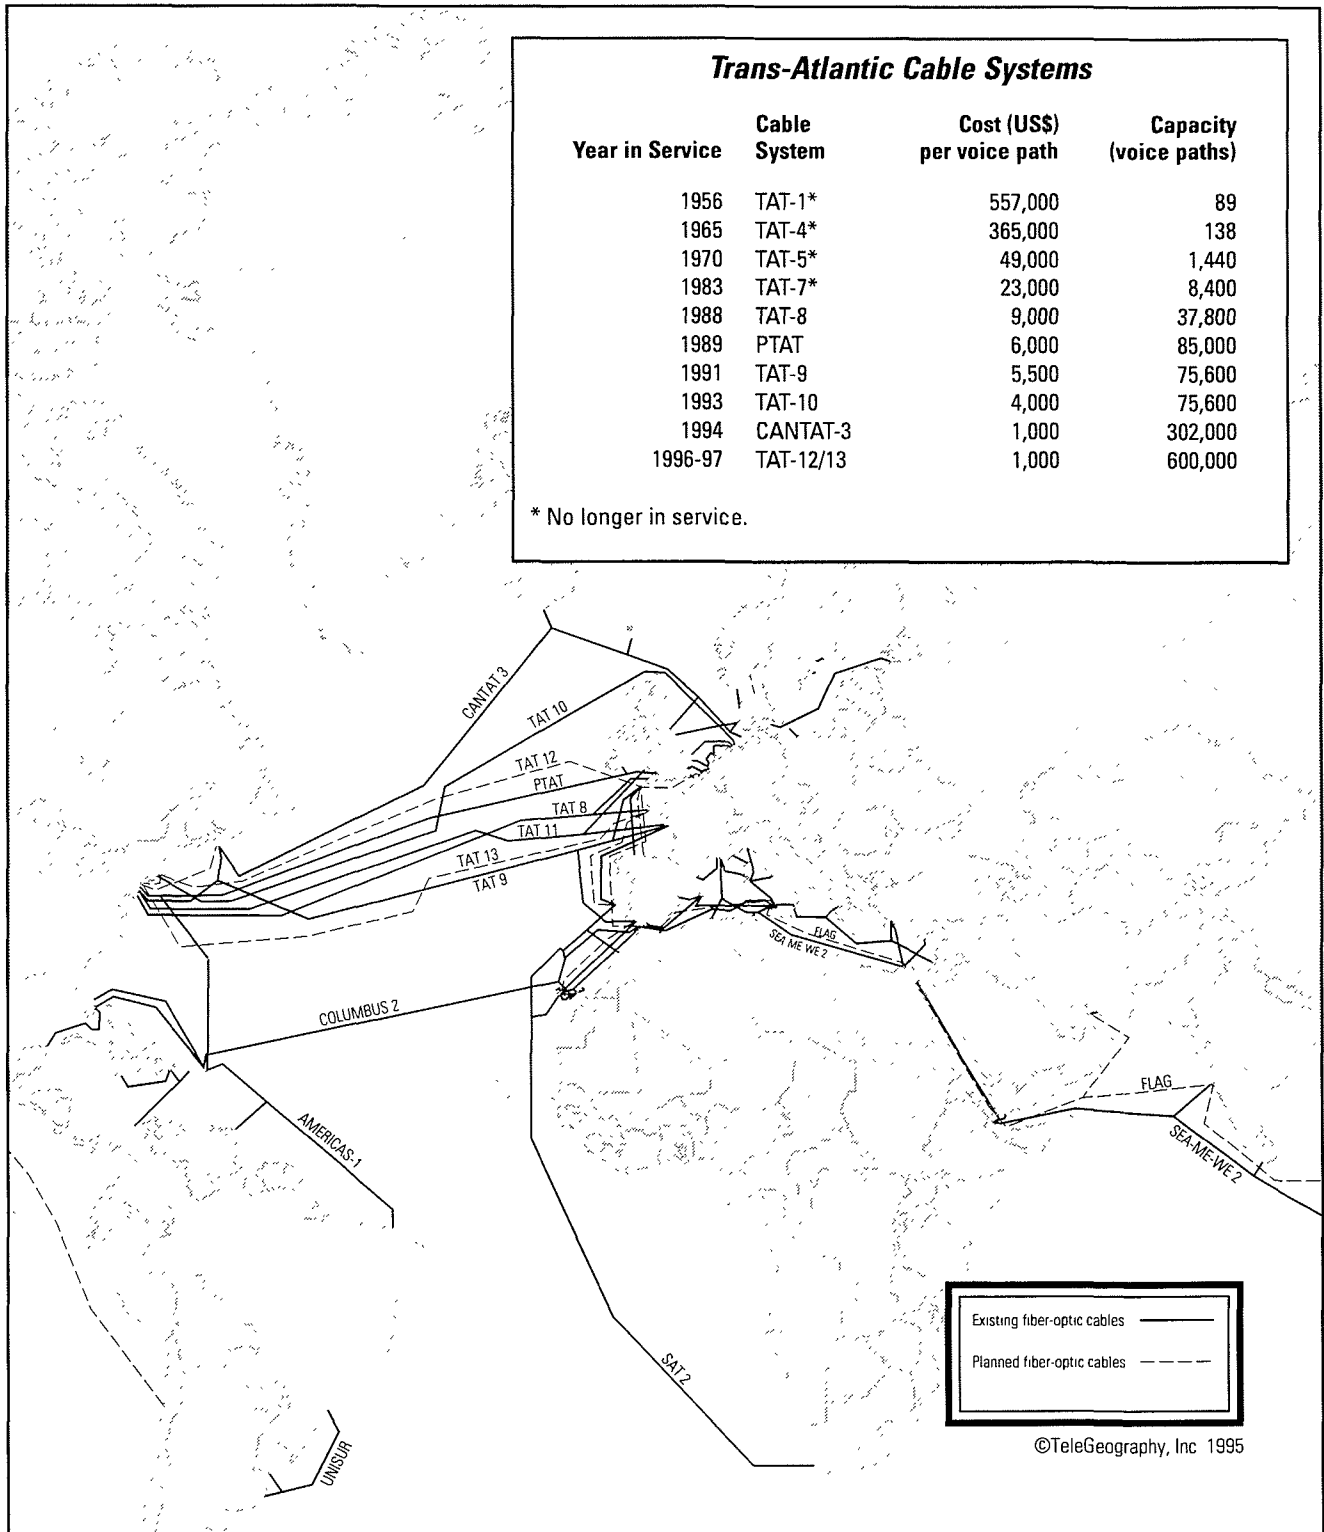 Trans-Atlantic Cable Systems
Year in Service Cable System Cost (US$) per voice path Capacity (voice paths)
1956 TAT-1* 557,000 89
1965 TAT-4* 365,000 138
1970 TAT-5* 49,000 1,440
1983 TAT-7* 23,000 8,400
1988 TAT-8 9,000 37,800
1989 PTAT 6,000 85,000
1991 TAT-9 5,500 75,600
1993 TAT-10 4,000 75,600
1994 CANTAT-3 1,000 302,000
1996-97 TAT-12/13 1,000 600,000
* No longer in service.
CANTAT 3
TAT 10
TAT 12
PTAT
TAT 8
TAT 11
TAT 13
TAT 9
FLAG
SEA ME WE 2
COLUMBUS 2
FLAG
SEA-ME-WE 2
AMERICAS-1
SAT 2
UNISUR
Existing fiber-optic cables
Planned fiber-optic cables
©TeleGeography, Inc 1995